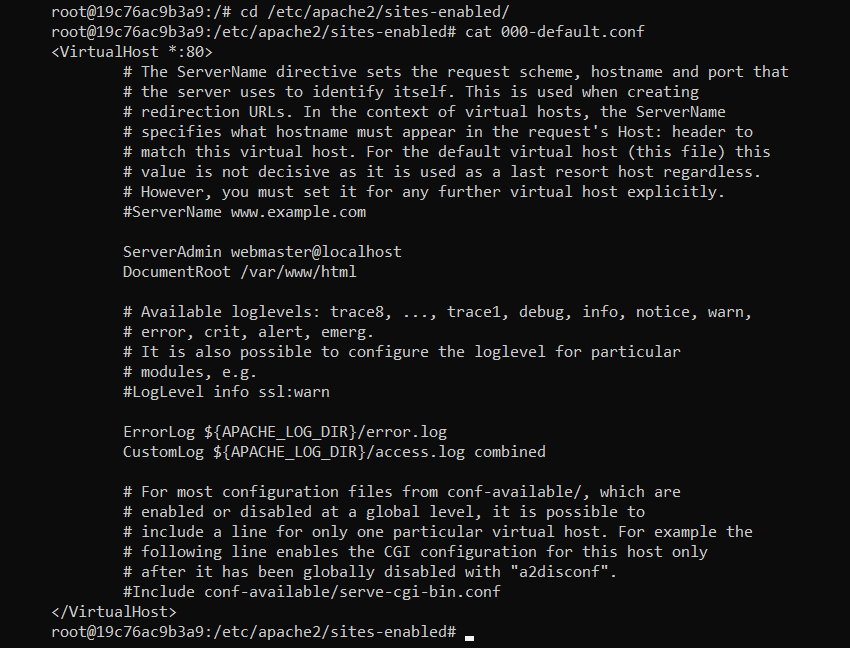 root@19c76ac9b3a9:/# cd /etc/apache2/sites-enabled/
root@19c76ac9b3a9:/etc/apache2/sites-enabled# cat 000-default.conf
<VirtualHost *:80>
        # The ServerName directive sets the request scheme, hostname and port that
        # the server uses to identify itself. This is used when creating
        # redirection URLs. In the context of virtual hosts, the ServerName
        # specifies what hostname must appear in the request's Host: header to
        # match this virtual host. For the default virtual host (this file) this
        # value is not decisive as it is used as a last resort host regardless.
        # However, you must set it for any further virtual host explicitly.
        #ServerName www.example.com

        ServerAdmin webmaster@localhost
        DocumentRoot /var/www/html

        # Available loglevels: trace8, ..., trace1, debug, info, notice, warn,
        # error, crit, alert, emerg.
        # It is also possible to configure the loglevel for particular
        # modules, e.g.
        #LogLevel info ssl:warn

        ErrorLog ${APACHE_LOG_DIR}/error.log
        CustomLog ${APACHE_LOG_DIR}/access.log combined

        # For most configuration files from conf-available/, which are
        # enabled or disabled at a global level, it is possible to
        # include a line for only one particular virtual host. For example the
        # following line enables the CGI configuration for this host only
        # after it has been globally disabled with "a2disconf".
        #Include conf-available/serve-cgi-bin.conf
</VirtualHost>
root@19c76ac9b3a9:/etc/apache2/sites-enabled#